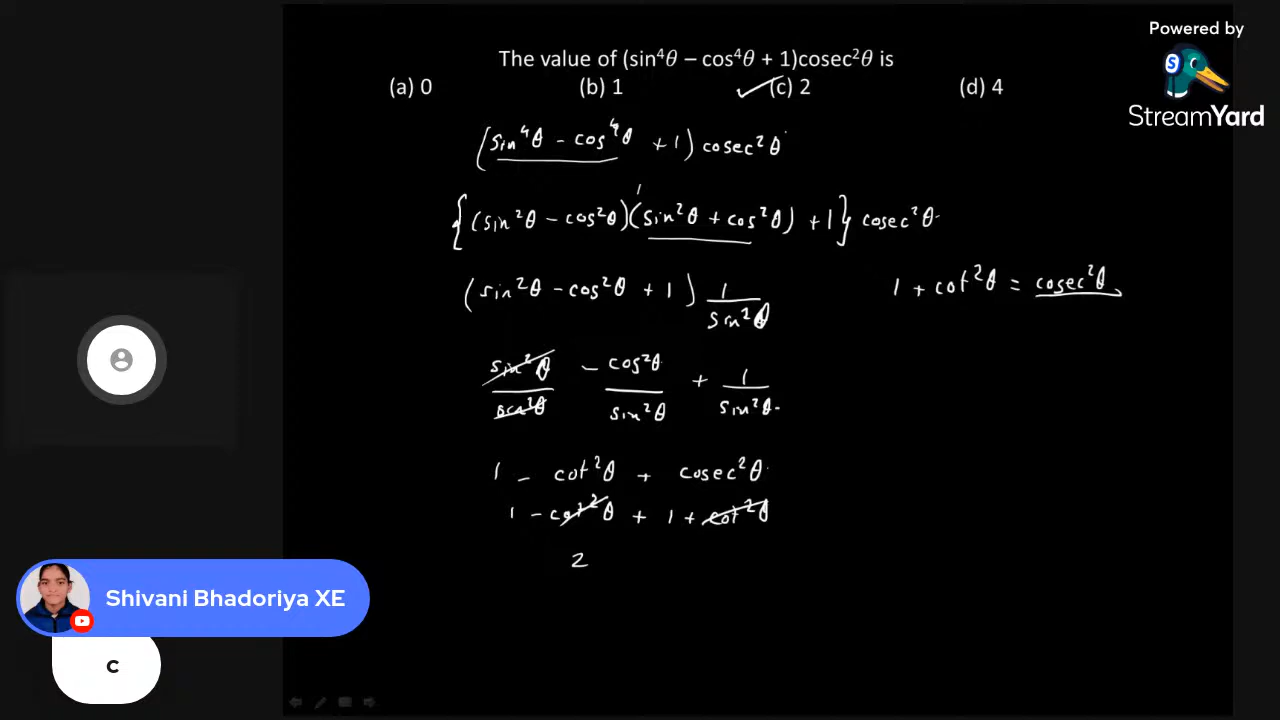 Powered by
StreamYard
The value of (sin⁴θ – cos⁴θ + 1)cosec²θ is
(a) 0 (b) 1 (c) 2 (d) 4
(sin⁴θ - cos⁴θ + 1) cosec²θ
{(sin²θ - cos²θ)(sin²θ + cos²θ) + 1} cosec²θ
1
(sin²θ - cos²θ + 1) 1/sin²θ
1 + cot²θ = cosec²θ
sin²θ/sin²θ - cos²θ/sin²θ + 1/sin²θ
1 - cot²θ + cosec²θ
1 - cot²θ + 1 + cot²θ
2
Shivani Bhadoriya XE
c